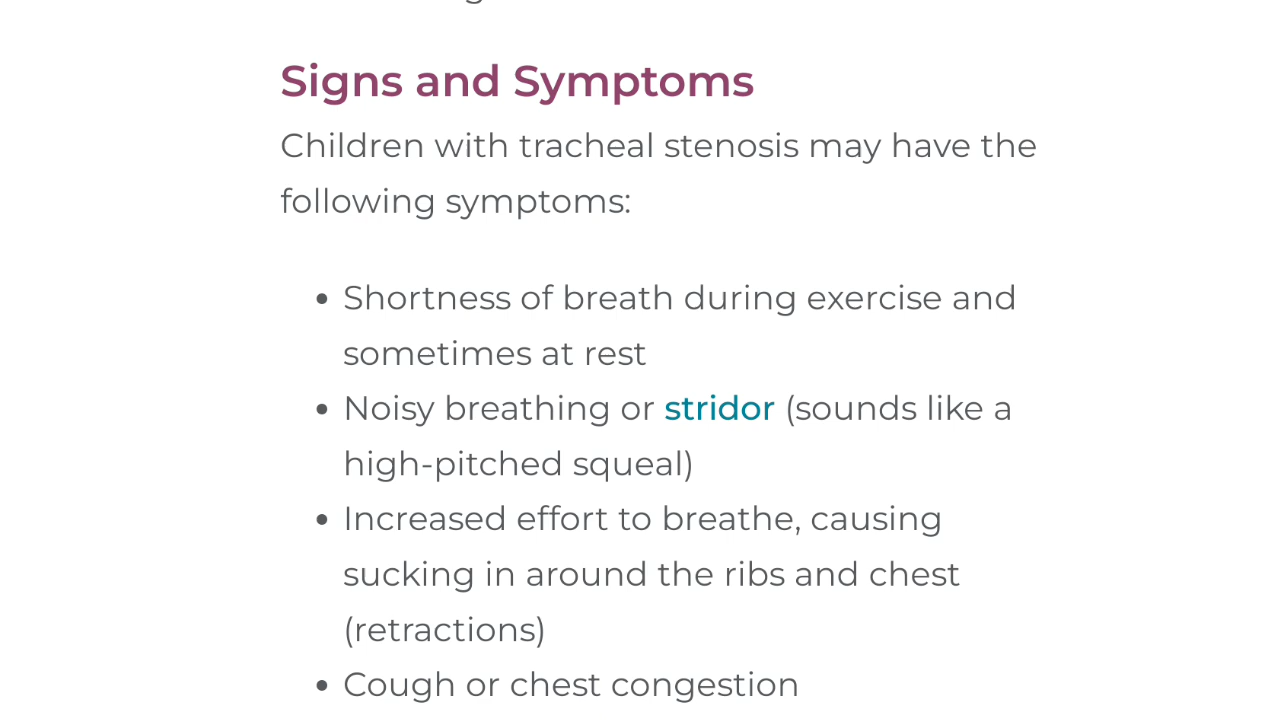 Signs and Symptoms
Children with tracheal stenosis may have the
following symptoms:
• Shortness of breath during exercise and
sometimes at rest
• Noisy breathing or stridor (sounds like a
high-pitched squeal)
• Increased effort to breathe, causing
sucking in around the ribs and chest
(retractions)
• Cough or chest congestion